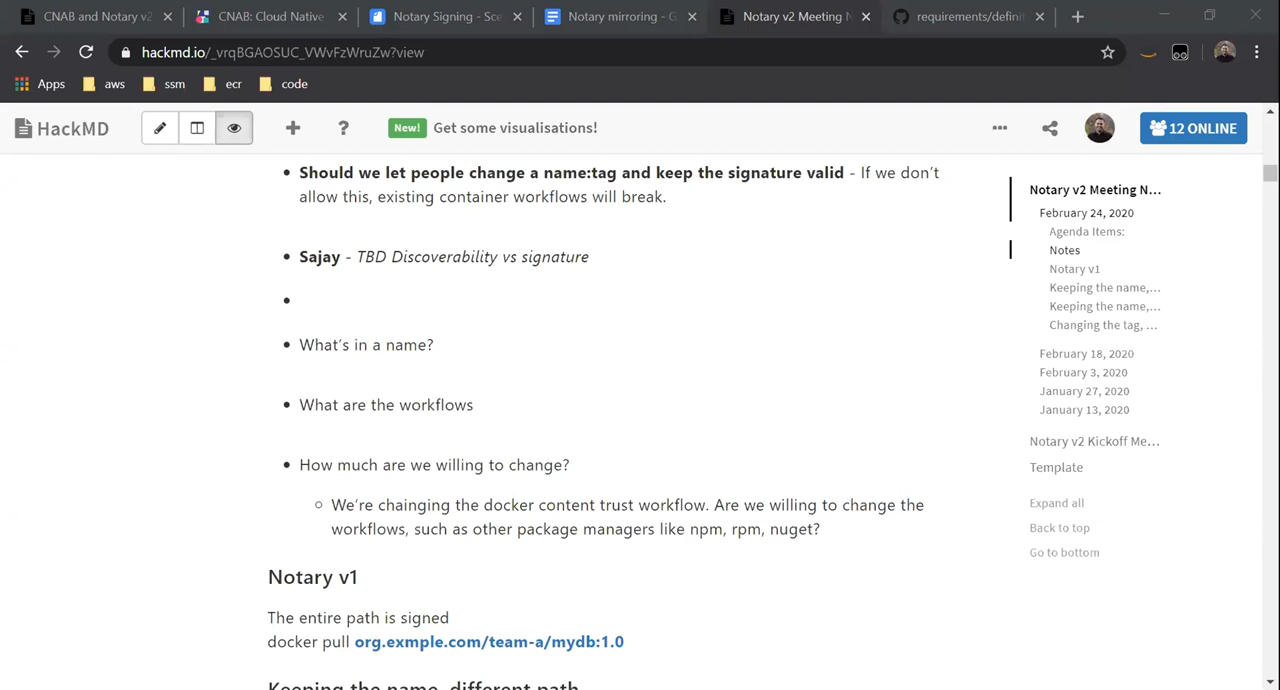 CNAB and Notary v2
CNAB: Cloud Native
Notary Signing - Sce
Notary mirroring - G
Notary v2 Meeting N
requirements/definit
hackmd.io/_vrqBGAOSUC_VWvFzWruZw?view
Apps
aws
ssm
ecr
code
HackMD
New! Get some visualisations!
12 ONLINE
Should we let people change a name:tag and keep the signature valid - If we don't
allow this, existing container workflows will break.
Sajay - TBD Discoverability vs signature
What's in a name?
What are the workflows
How much are we willing to change?
We're chainging the docker content trust workflow. Are we willing to change the
workflows, such as other package managers like npm, rpm, nuget?
Notary v1
The entire path is signed
docker pull org.exmple.com/team-a/mydb:1.0
Keeping the name, different path
Notary v2 Meeting N...
February 24, 2020
Agenda Items:
Notes
Notary v1
Keeping the name,...
Keeping the name,...
Changing the tag, ...
February 18, 2020
February 3, 2020
January 27, 2020
January 13, 2020
Notary v2 Kickoff Me...
Template
Expand all
Back to top
Go to bottom